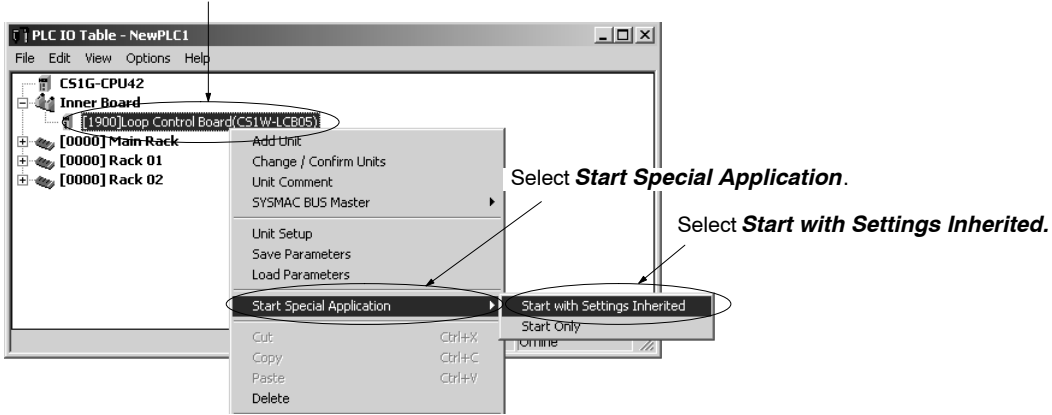 PLC IO Table - NewPLC1
File Edit View Options Help
CS1G-CPU42
Inner Board
[1900]Loop Control Board(CS1W-LCB05)
[0000] Main Rack
[0000] Rack 01
[0000] Rack 02
Add Unit
Change / Confirm Units
Unit Comment
SYSMAC BUS Master
Unit Setup
Save Parameters
Load Parameters
Start Special Application
Cut Ctrl+X
Copy Ctrl+C
Paste Ctrl+V
Delete
Select Start Special Application.
Select Start with Settings Inherited.
Start with Settings Inherited
Start Only
Offline